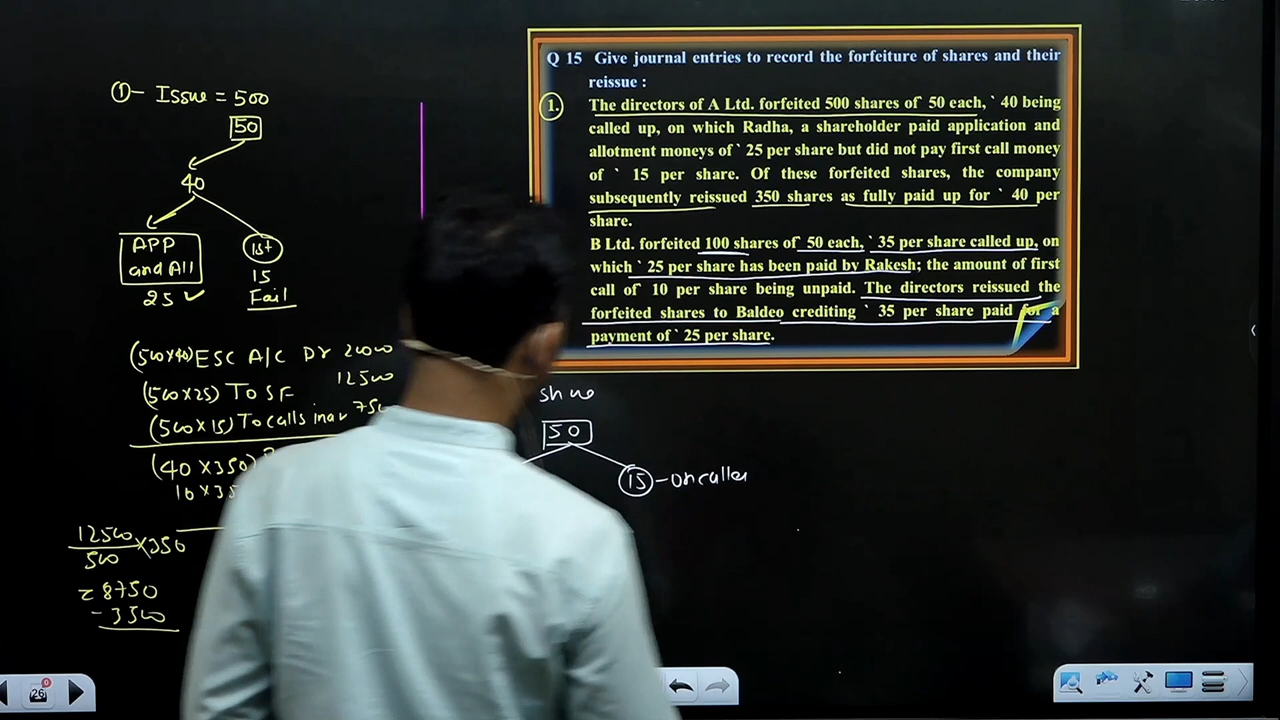 Q 15 Give journal entries to record the forfeiture of shares and their
reissue :
1. The directors of A Ltd. forfeited 500 shares of ` 50 each, ` 40 being
called up, on which Radha, a shareholder paid application and
allotment moneys of ` 25 per share but did not pay first call money
of ` 15 per share. Of these forfeited shares, the company
subsequently reissued 350 shares as fully paid up for ` 40 per
share.
B Ltd. forfeited 100 shares of ` 50 each, ` 35 per share called up, on
which ` 25 per share has been paid by Rakesh; the amount of first
call of 10 per share being unpaid. The directors reissued the
forfeited shares to Baldeo crediting ` 35 per share paid for a
payment of ` 25 per share.
①- Issue = 500
50
40
APP
and All
25 ✓
1st
15
Fail
(500×40) ESC A/C Dr 20000
(500×25) To SF 12500
(500×15) To calls in ar 75
(40 × 350)
10 × 35
12500
500
×350
= 8750
- 3500
50
15 - oncalled
26
0